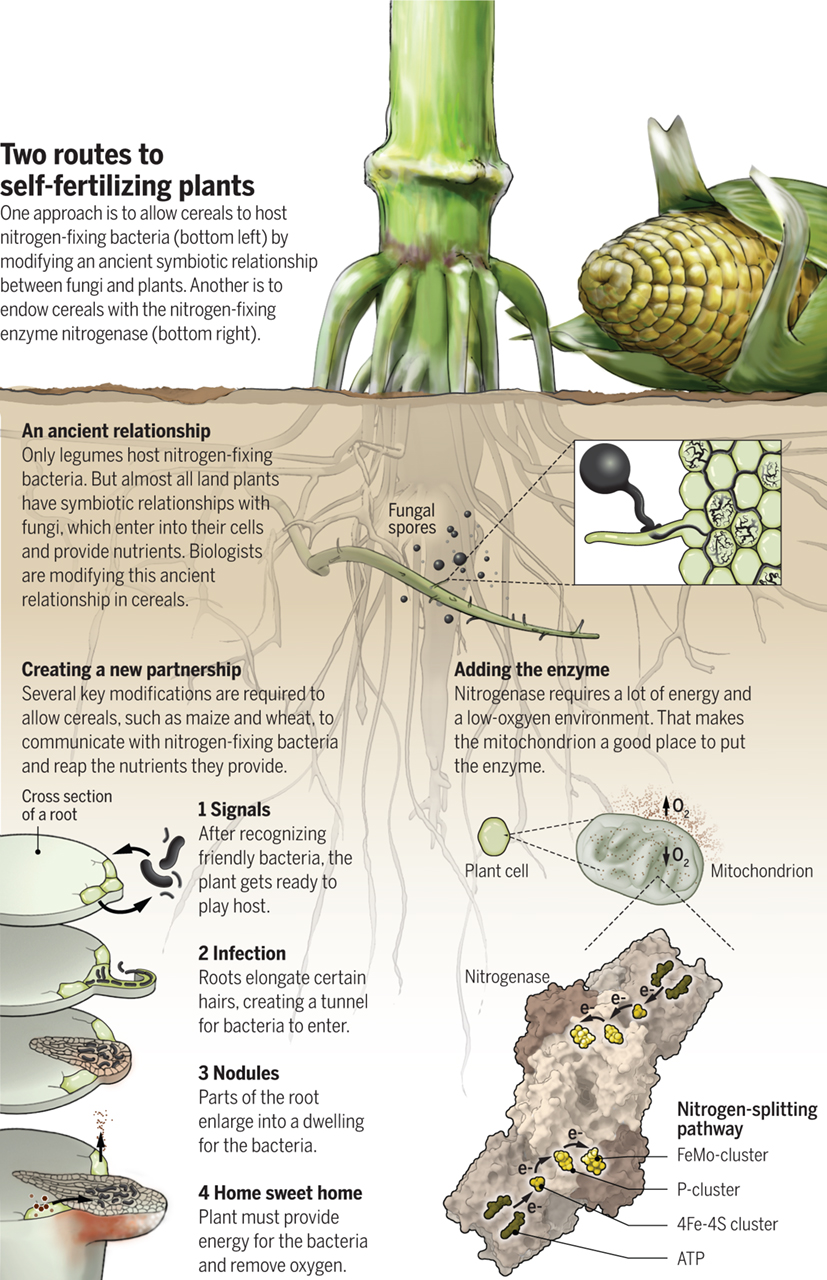 Two routes to
self-fertilizing plants
One approach is to allow cereals to host
nitrogen-fixing bacteria (bottom left) by
modifying an ancient symbiotic relationship
between fungi and plants. Another is to
endow cereals with the nitrogen-fixing
enzyme nitrogenase (bottom right).
An ancient relationship
Only legumes host nitrogen-fixing
bacteria. But almost all land plants
have symbiotic relationships with
fungi, which enter into their cells
and provide nutrients. Biologists
are modifying this ancient
relationship in cereals.
Fungal
spores
Creating a new partnership
Several key modifications are required to
allow cereals, such as maize and wheat, to
communicate with nitrogen-fixing bacteria
and reap the nutrients they provide.
Cross section
of a root
1 Signals
After recognizing
friendly bacteria, the
plant gets ready to
play host.
2 Infection
Roots elongate certain
hairs, creating a tunnel
for bacteria to enter.
3 Nodules
Parts of the root
enlarge into a dwelling
for the bacteria.
4 Home sweet home
Plant must provide
energy for the bacteria
and remove oxygen.
Adding the enzyme
Nitrogenase requires a lot of energy and
a low-oxgyen environment. That makes
the mitochondrion a good place to put
the enzyme.
O₂
O₂
Plant cell
Mitochondrion
Nitrogenase
e-
e-
e-
Nitrogen-splitting
pathway
e-
FeMo-cluster
e-
P-cluster
e-
4Fe-4S cluster
ATP